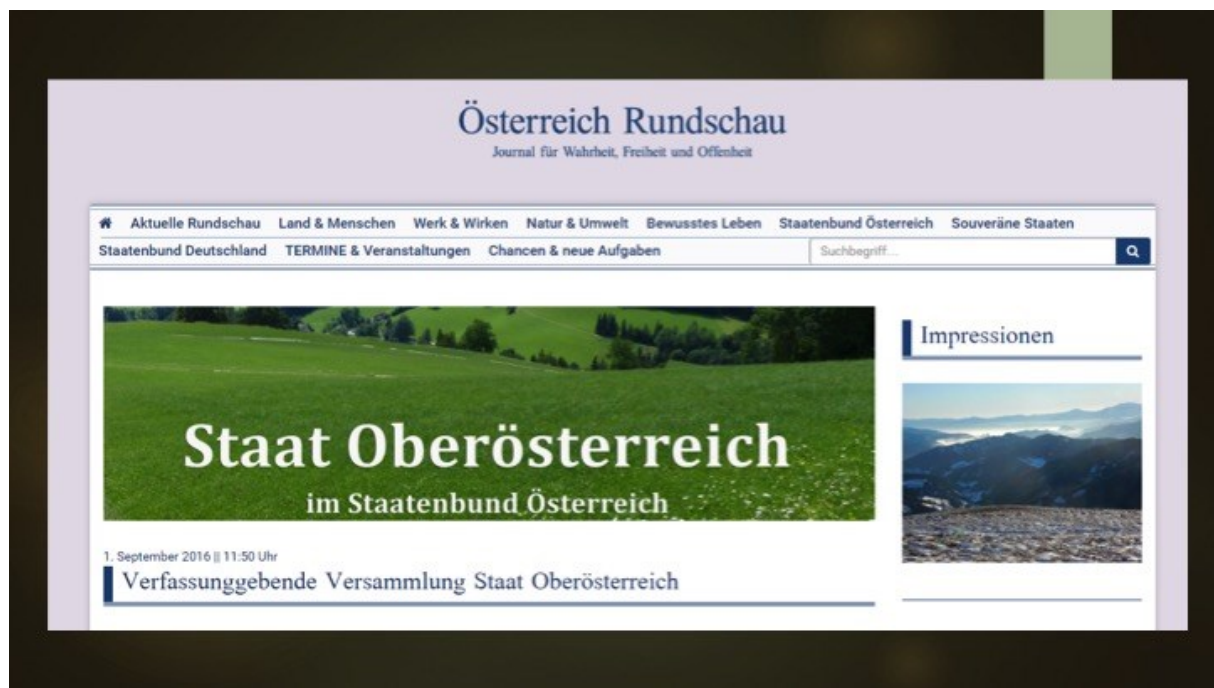 Österreich Rundschau
Journal für Wahrheit, Freiheit und Offenheit
Aktuelle Rundschau Land & Menschen Werk & Wirken Natur & Umwelt Bewusstes Leben Staatenbund Österreich Souveräne Staaten
Staatenbund Deutschland TERMINE & Veranstaltungen Chancen & neue Aufgaben Suchbegriff...
Staat Oberösterreich
im Staatenbund Österreich
Impressionen
1. September 2016 || 11:50 Uhr
Verfassunggebende Versammlung Staat Oberösterreich